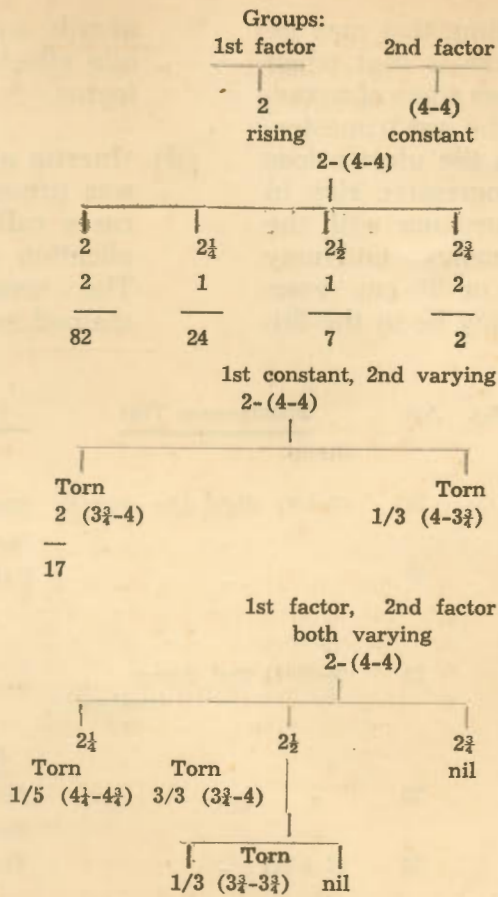 Groups:
1st factor 2nd factor
2 (4-4)
rising constant
2-(4-4)
2 2¼ 2½ 2¾
2 1 1 2
82 24 7 2
1st constant, 2nd varying
2-(4-4)
Torn Torn
2 (3¾-4) 1/3 (4-3¾)
17
1st factor, 2nd factor
both varying
2-(4-4)
2¼ 2½ 2¾
Torn Torn nil
1/5 (4¼-4¾) 3/3 (3¾-4)
Torn
1/3 (3¾-3¾) nil